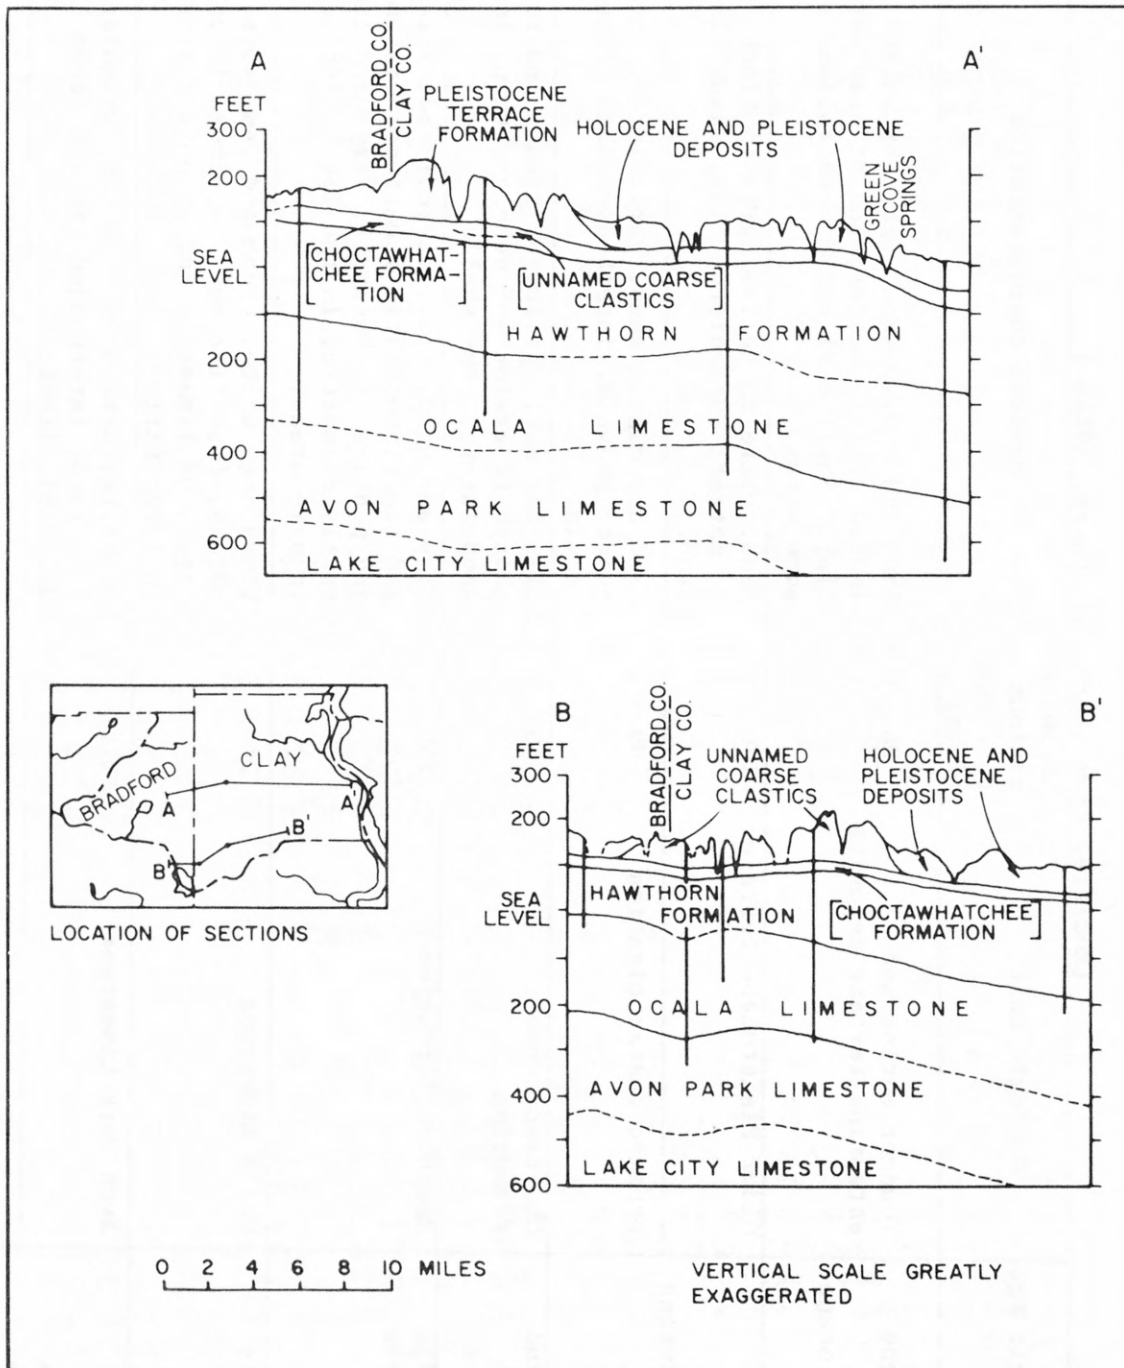 A
A'
BRADFORD CO.
CLAY CO.
FEET
300
200
SEA
LEVEL
200
400
600
PLEISTOCENE
TERRACE
FORMATION
HOLOCENE AND PLEISTOCENE
DEPOSITS
GREEN
COVE
SPRINGS
[CHOCTAWHAT-
CHEE FORMA-
TION]
[UNNAMED COARSE
CLASTICS]
HAWTHORN FORMATION
OCALA LIMESTONE
AVON PARK LIMESTONE
LAKE CITY LIMESTONE
BRADFORD
CLAY
A
A'
B
B'
LOCATION OF SECTIONS
B
B'
BRADFORD CO.
CLAY CO.
FEET
300
200
SEA
LEVEL
200
400
600
UNNAMED
COARSE
CLASTICS
HOLOCENE AND
PLEISTOCENE
DEPOSITS
HAWTHORN
FORMATION
[CHOCTAWHATCHEE
FORMATION]
OCALA LIMESTONE
AVON PARK LIMESTONE
LAKE CITY LIMESTONE
0 2 4 6 8 10 MILES
VERTICAL SCALE GREATLY
EXAGGERATED